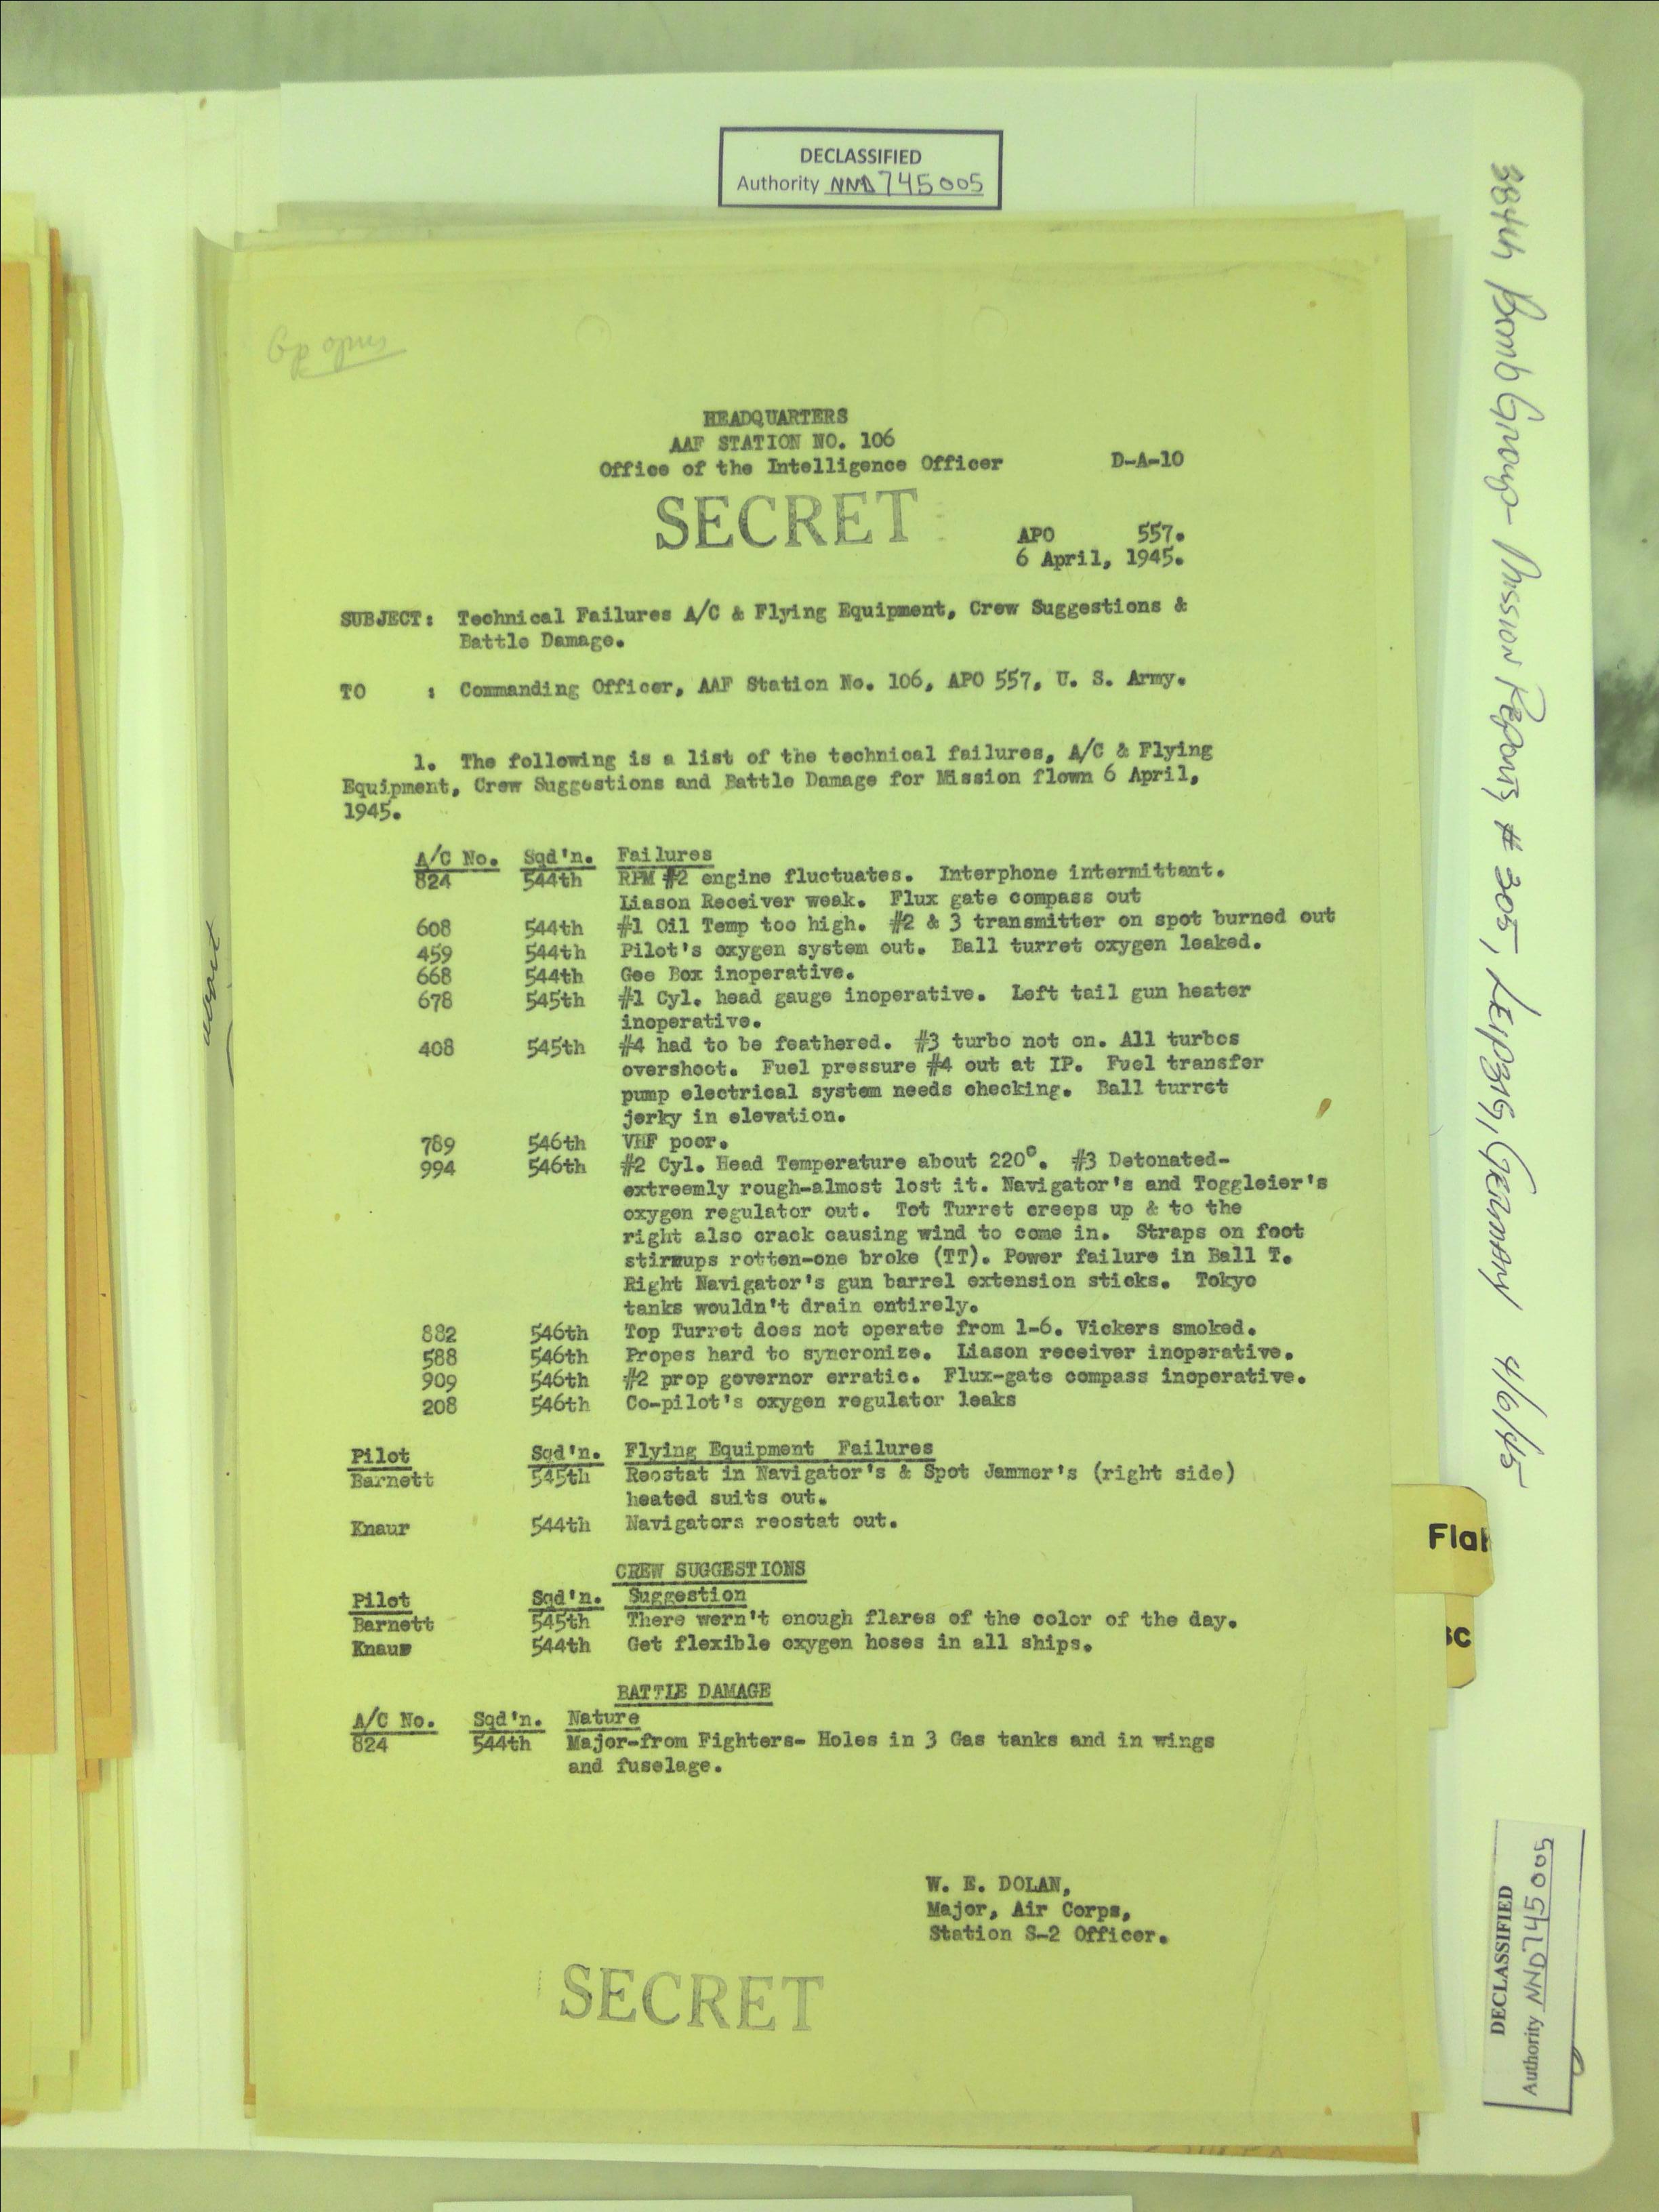 DECLASSIFIED
Authority NND 745005
HEADQUARTERS
AAF STATION NO. 106
Office of the Intelligence Officer D-A-10
SECRET
APO 557.
6 April, 1945.
SUBJECT: Technical Failures A/C & Flying Equipment, Crew Suggestions &
Battle Damage.
TO : Commanding Officer, AAF Station No. 106, APO 557, U. S. Army.
1. The following is a list of the technical failures, A/C & Flying
Equipment, Crew Suggestions and Battle Damage for Mission flown 6 April,
1945.
A/C No. Sqd'n. Failures
824 544th RPM #2 engine fluctuates. Interphone intermittant.
Liason Receiver weak. Flux gate compass out
608 544th #1 Oil Temp too high. #2 & 3 transmitter on spot burned out
459 544th Pilot's oxygen system out. Ball turret oxygen leaked.
668 544th Gee Box inoperative.
678 545th #1 Cyl. head gauge inoperative. Left tail gun heater
inoperative.
408 545th #4 had to be feathered. #3 turbo not on. All turbos
overshoot. Fuel pressure #4 out at IP. Fuel transfer
pump electrical system needs checking. Ball turret
jerky in elevation.
789 546th VHF poor.
994 546th #2 Cyl. Head Temperature about 220°. #3 Detonated-
extreemly rough-almost lost it. Navigator's and Toggleier's
oxygen regulator out. Tot Turret creeps up & to the
right also crack causing wind to come in. Straps on foot
stirrups rotten-one broke (TT). Power failure in Ball T.
Right Navigator's gun barrel extension sticks. Tokyo
tanks wouldn't drain entirely.
882 546th Top Turret does not operate from 1-6. Vickers smoked.
588 546th Propes hard to syncronize. Liason receiver inoperative.
909 546th #2 prop governor erratic. Flux-gate compass inoperative.
208 546th Co-pilot's oxygen regulator leaks
Pilot Sqd'n. Flying Equipment Failures
Barnett 545th Reostat in Navigator's & Spot Jammer's (right side)
heated suits out.
Knaur 544th Navigators reostat out.
CREW SUGGESTIONS
Pilot Sqd'n. Suggestion
Barnett 545th There wern't enough flares of the color of the day.
Knaur 544th Get flexible oxygen hoses in all ships.
BATTLE DAMAGE
A/C No. Sqd'n. Nature
824 544th Major-from Fighters- Holes in 3 Gas tanks and in wings
and fuselage.
W. E. DOLAN,
Major, Air Corps,
Station S-2 Officer.
SECRET
384th Bomb Group - Mission Reports # 305, Leipzig, Germany 4/6/45
Flak
sc
DECLASSIFIED
Authority NND 745005